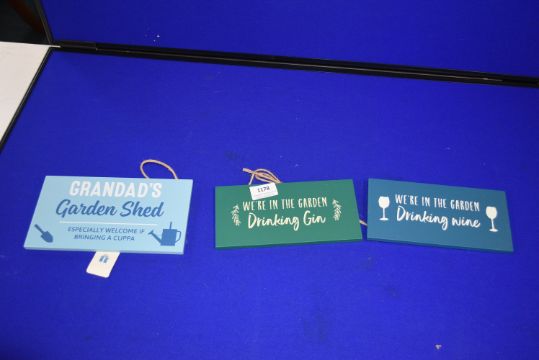 GRANDAD'S
Garden Shed
ESPECIALLY WELCOME IF
BRINGING A CUPPA
WE'RE IN THE GARDEN
Drinking Gin
WE'RE IN THE GARDEN
Drinking wine